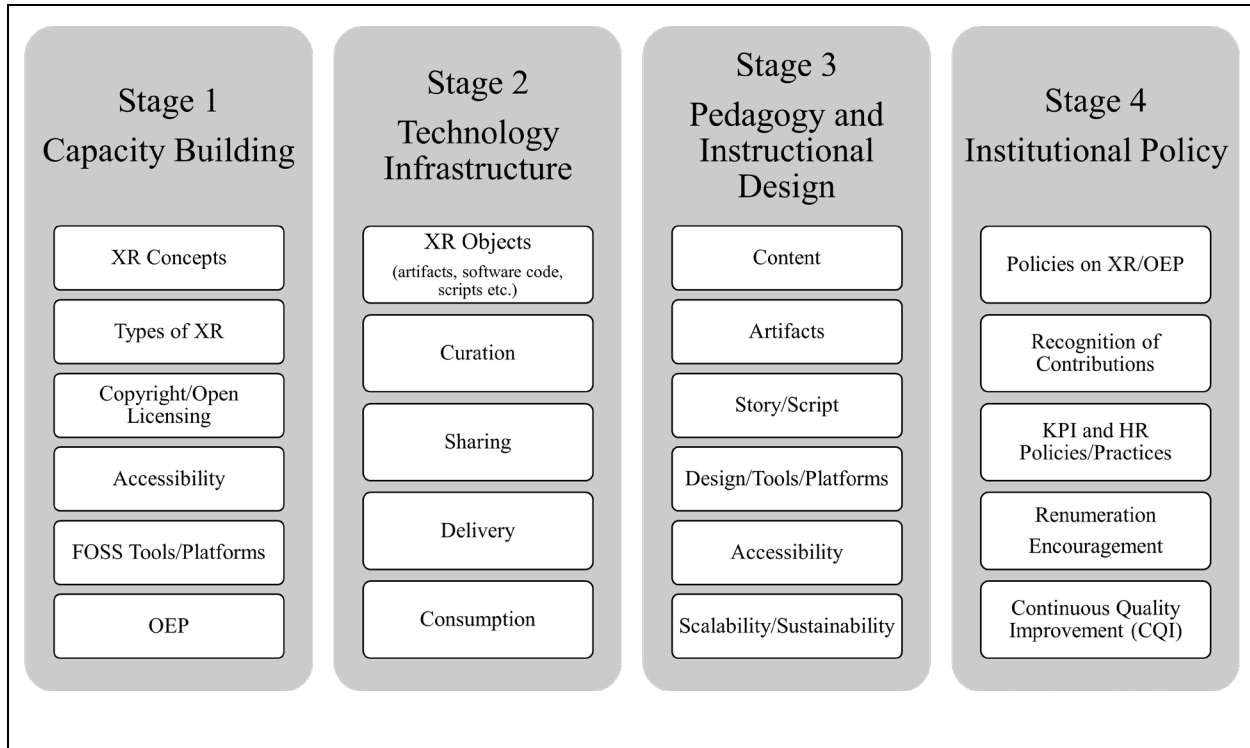 Stage 1
Capacity Building
XR Concepts
Types of XR
Copyright/Open
Licensing
Accessibility
FOSS Tools/Platforms
OEP
Stage 2
Technology
Infrastructure
XR Objects
(artifacts, software code,
scripts etc.)
Curation
Sharing
Delivery
Consumption
Stage 3
Pedagogy and
Instructional
Design
Content
Artifacts
Story/Script
Design/Tools/Platforms
Accessibility
Scalability/Sustainability
Stage 4
Institutional Policy
Policies on XR/OEP
Recognition of
Contributions
KPI and HR
Policies/Practices
Renumeration
Encouragement
Continuous Quality
Improvement (CQI)